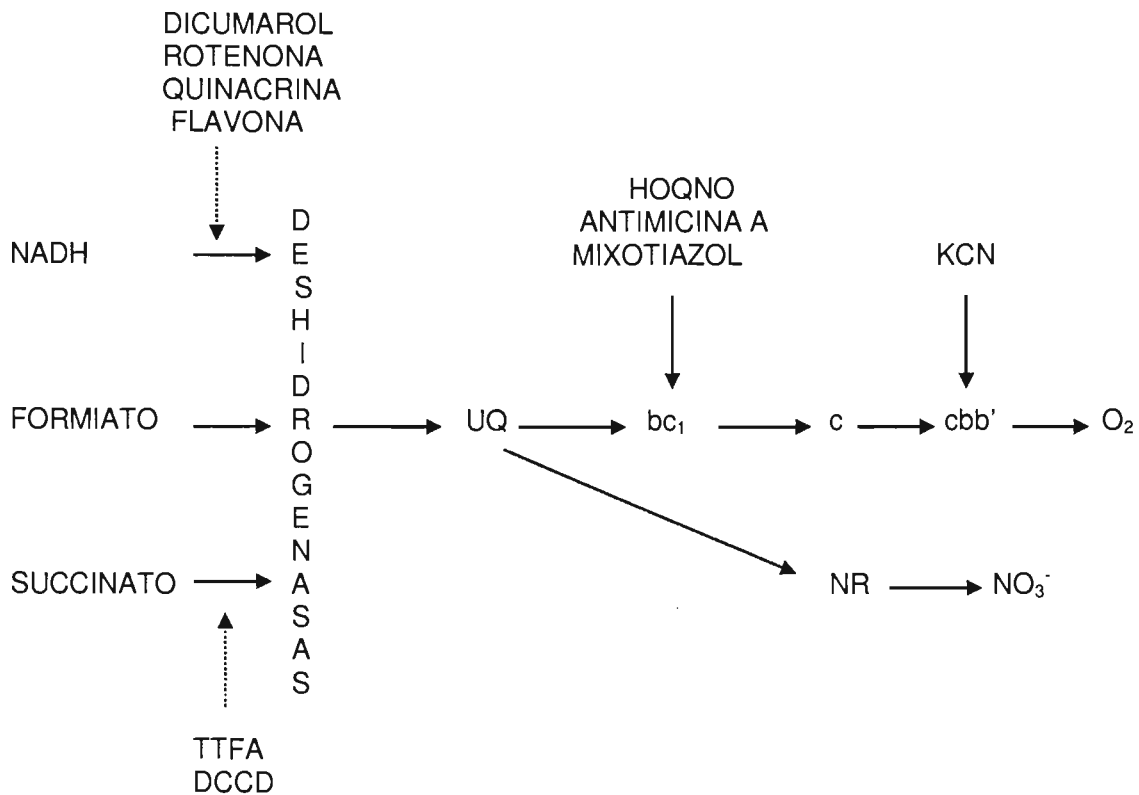 DICUMAROL
ROTENONA
QUINACRINA
FLAVONA
HOQNO
ANTIMICINA A
MIXOTIAZOL
KCN
NADH
FORMIATO
SUCCINATO
D
E
S
H
I
D
R
O
G
E
N
A
S
A
S
UQ
bc₁
c
cbb'
O₂
NR
NO₃⁻
TTFA
DCCD